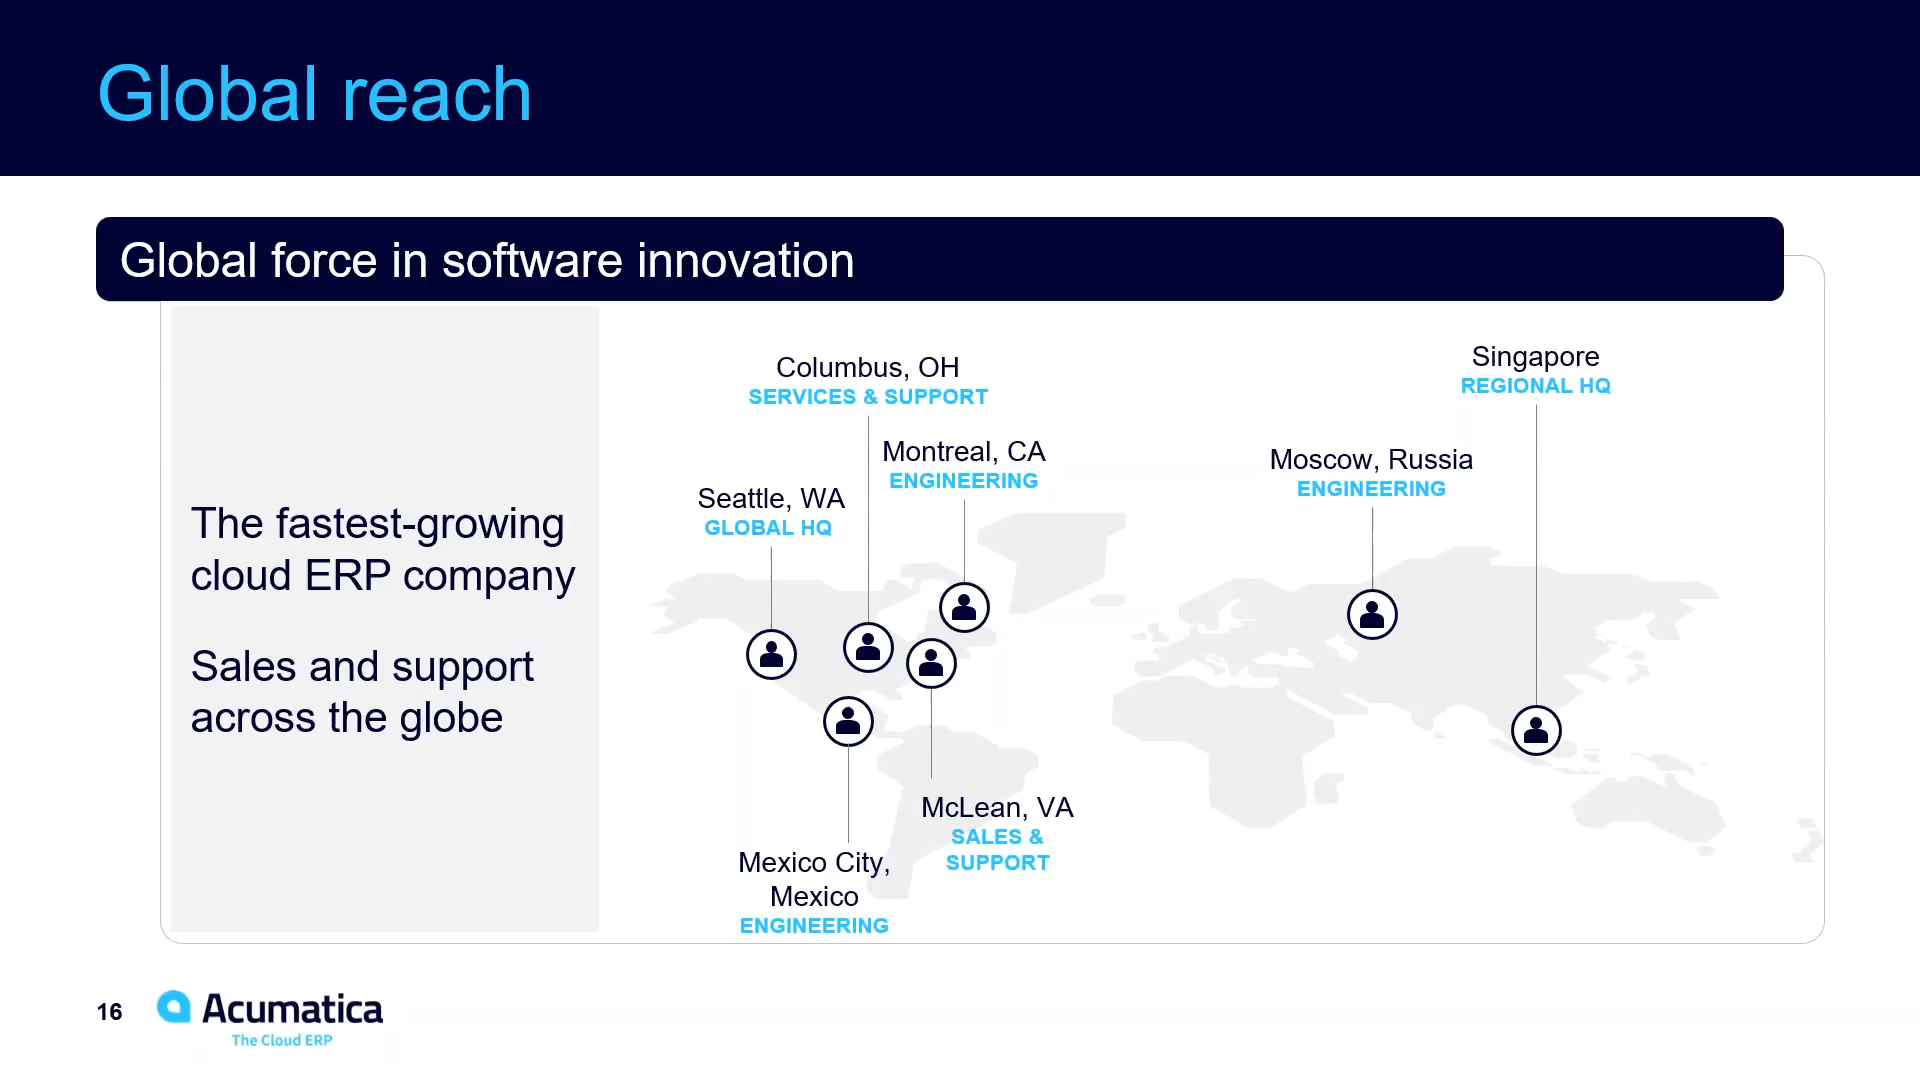 Global reach
Global force in software innovation
The fastest-growing
cloud ERP company
Sales and support
across the globe
Columbus, OH
SERVICES & SUPPORT
Montreal, CA
ENGINEERING
Seattle, WA
GLOBAL HQ
Moscow, Russia
ENGINEERING
Singapore
REGIONAL HQ
McLean, VA
SALES &
SUPPORT
Mexico City,
Mexico
ENGINEERING
16
Acumatica
The Cloud ERP